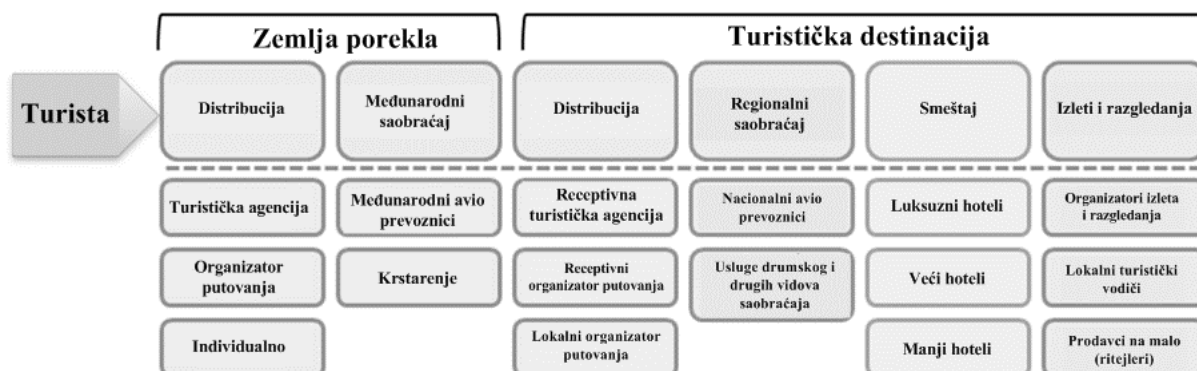 Zemlja porekla
Turistička destinacija
Turista
Distribucija
Međunarodni
saobraćaj
Distribucija
Regionalni
saobraćaj
Smeštaj
Izleti i razgledanja
Turistička agencija
Međunarodni avio
prevoznici
Receptivna
turistička agencija
Nacionalni avio
prevoznici
Luksuzni hoteli
Organizatori izleta
i razgledanja
Organizator
putovanja
Krstarenje
Receptivni
organizator putovanja
Usluge drumskog i
drugih vidova
saobraćaja
Veći hoteli
Lokalni turistički
vodiči
Individualno
Lokalni organizator
putovanja
Manji hoteli
Prodavci na malo
(ritejleri)